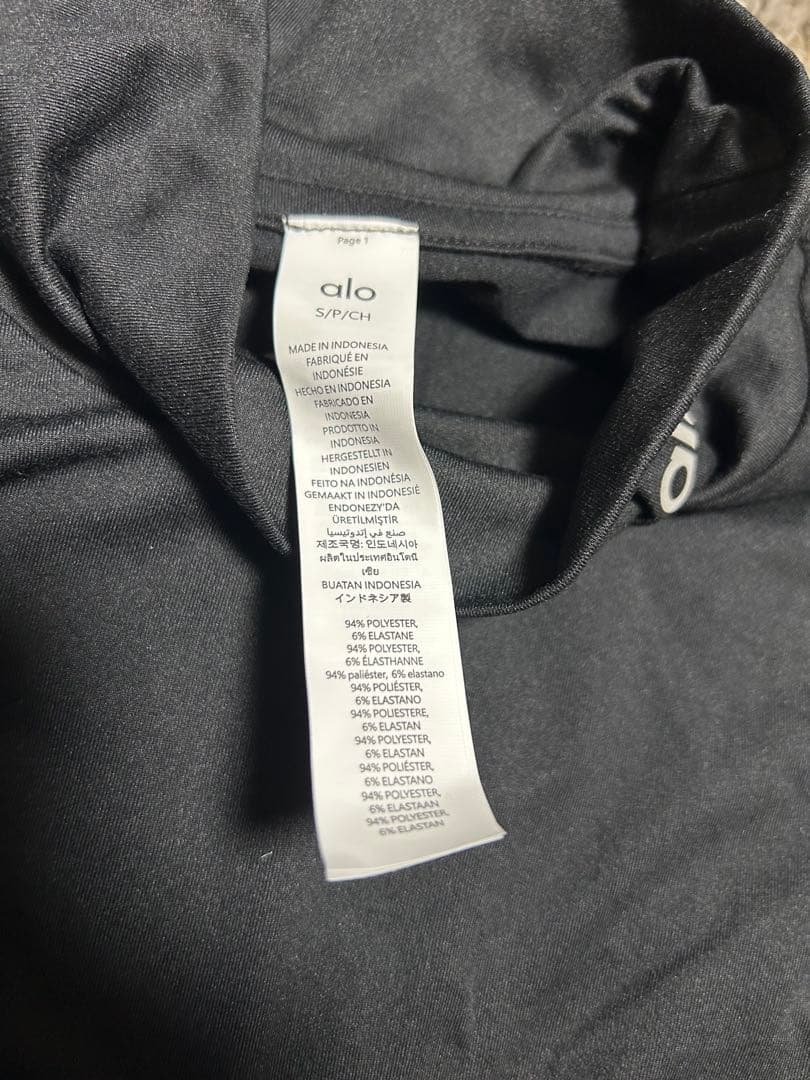 Page 1
alo
S/P/CH
MADE IN INDONESIA
FABRIQUÉ EN
INDONÉSIE
HECHO EN INDONESIA
FABRICADO EN
INDONESIA
PRODOTTO IN
INDONESIA
HERGESTELLT IN
INDONESIEN
FEITO NA INDONÉSIA
GEMAAKT IN INDONESIË
ENDONEZY'DA
ÜRETİLMİŞTİR
صنع في إندونيسيا
제조국명: 인도네시아
ผลิตในประเทศอินโดนี
เซีย
BUATAN INDONESIA
インドネシア製
94% POLYESTER,
6% ELASTANE
94% POLYESTER,
6% ÉLASTHANNE
94% paliéster, 6% elastano
94% POLIÉSTER,
6% ELASTANO
94% POLIESTERE,
6% ELASTAN
94% POLYESTER,
6% ELASTAN
94% POLIÉSTER,
6% ELASTANO
94% POLYESTER,
6% ELASTAAN
94% POLYESTER,
6% ELASTAN